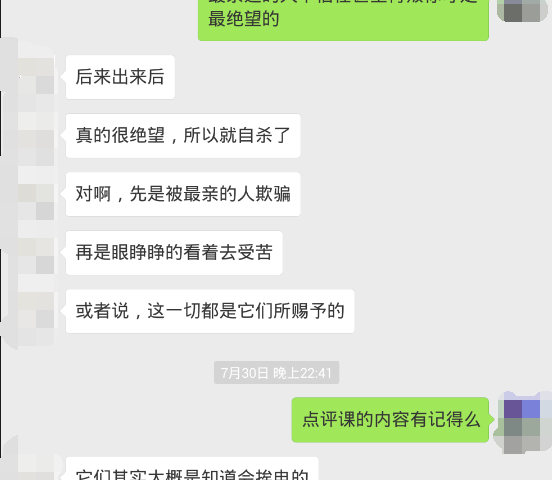 最绝望的
后来出来后
真的很绝望，所以就自杀了
对啊，先是被最亲的人欺骗
再是眼睁睁的看着去受苦
或者说，这一切都是它们所赐予的
7月30日 晚上22:41
点评课的内容有记得么
它们其实大概是知道会挨电的